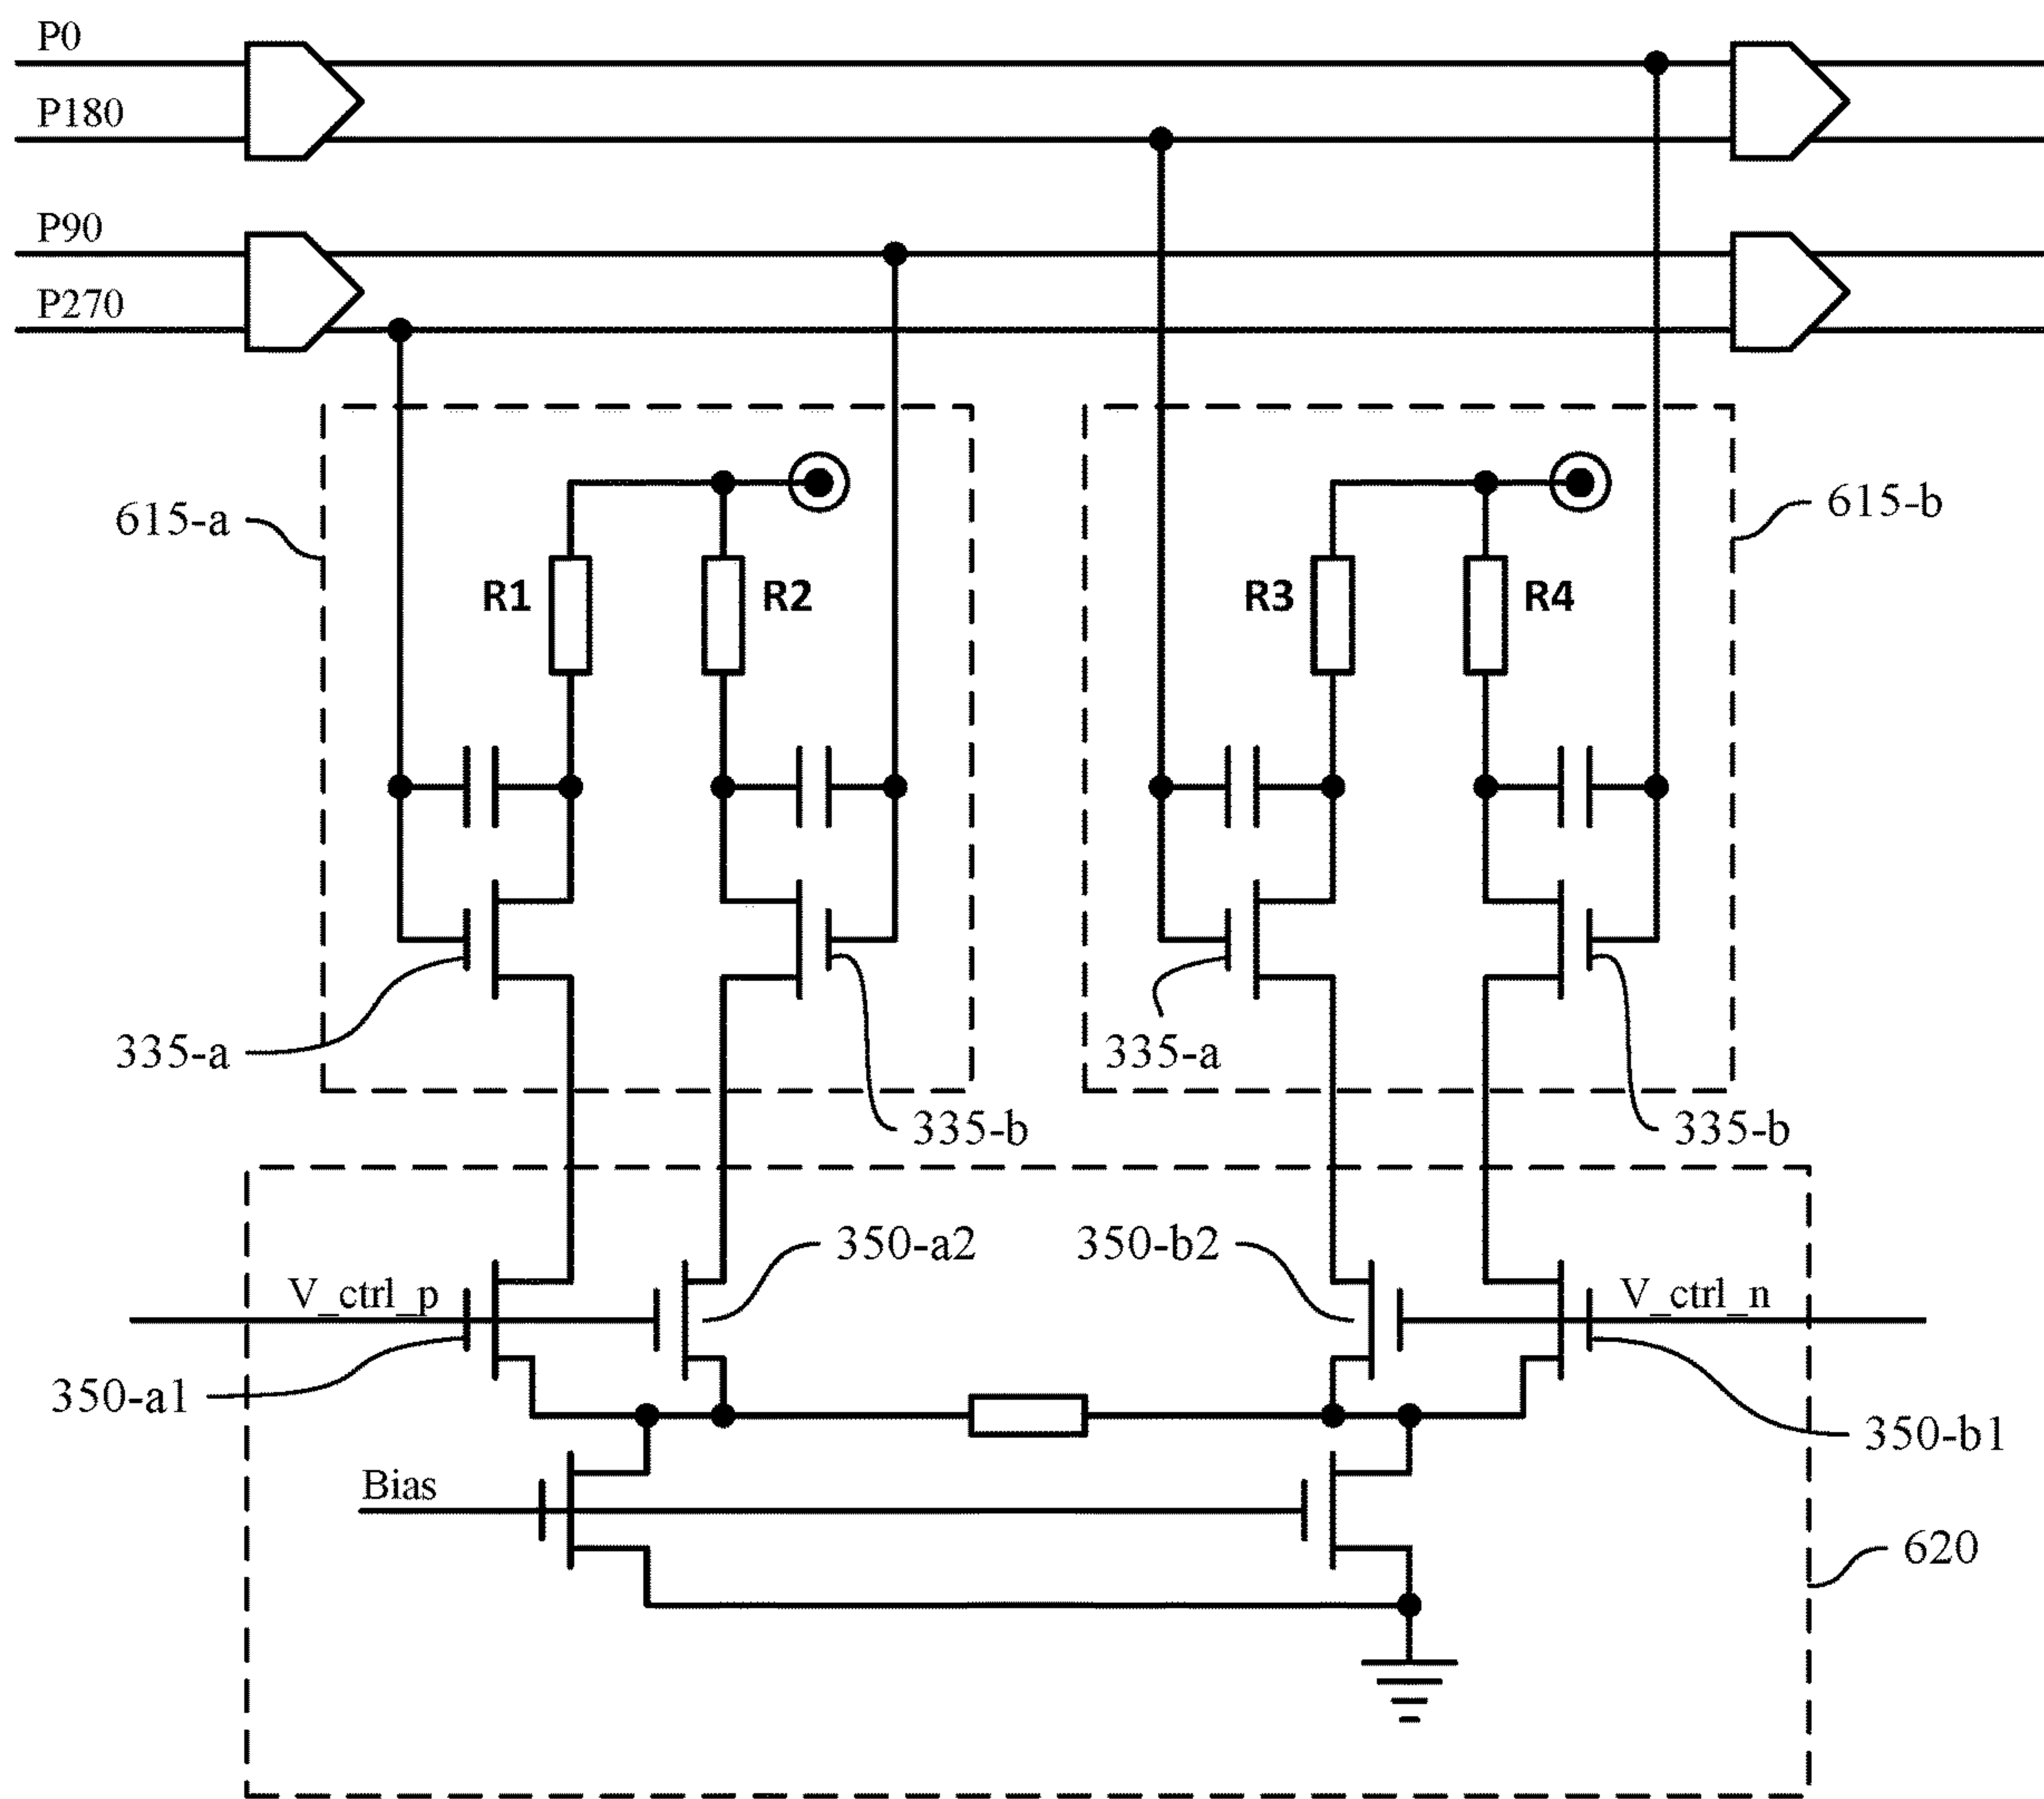 P0
P180
P90
P270
615-a
615-b
R1
R2
R3
R4
335-a
335-a
335-b
335-b
350-a2
350-b2
V_ctrl_p
V_ctrl_n
350-a1
350-b1
Bias
620